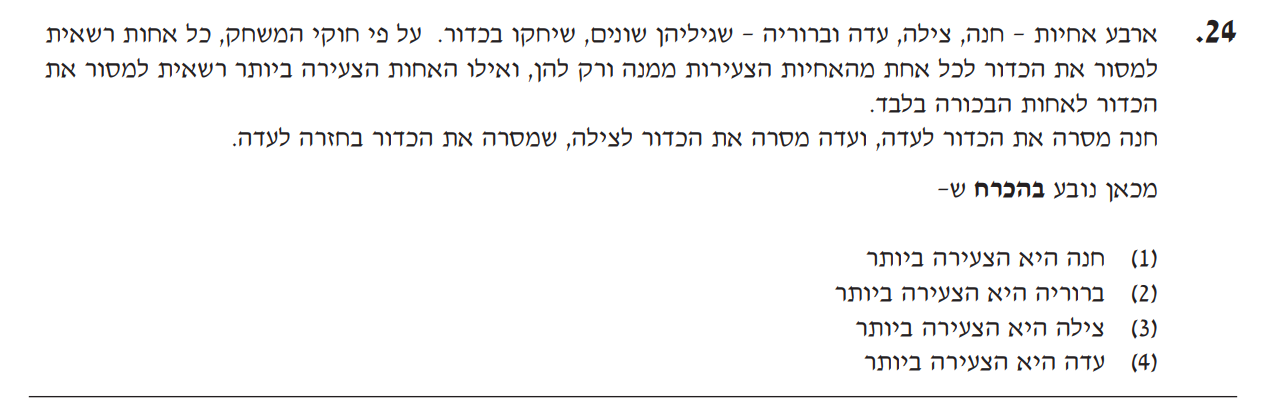 24. ארבע אחיות – חנה, צילה, עדה וברוריה – שגיליהן שונים, שיחקו בכדור. על פי חוקי המשחק, כל אחות רשאית
למסור את הכדור לכל אחת מהאחיות הצעירות ממנה ורק להן, ואילו האחות הצעירה ביותר רשאית למסור את
הכדור לאחות הבכורה בלבד.
חנה מסרה את הכדור לעדה, ועדה מסרה את הכדור לצילה, שמסרה את הכדור בחזרה לעדה.
מכאן נובע בהכרח ש-
(1) חנה היא הצעירה ביותר
(2) ברוריה היא הצעירה ביותר
(3) צילה היא הצעירה ביותר
(4) עדה היא הצעירה ביותר